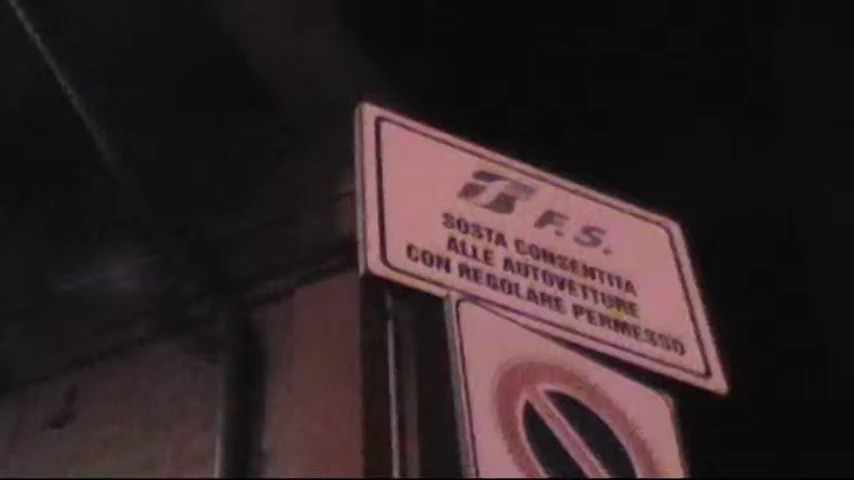 F.S.
SOSTA CONSENTITA
ALLE AUTOVETTURE
CON REGOLARE PERMESSO